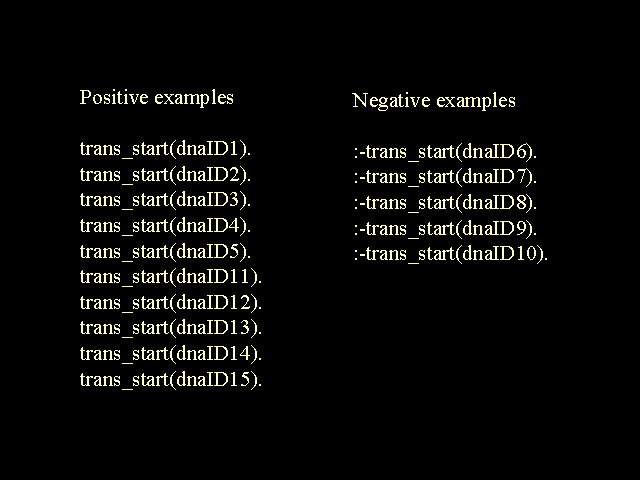 Positive examples
trans_start(dnaID1).
trans_start(dnaID2).
trans_start(dnaID3).
trans_start(dnaID4).
trans_start(dnaID5).
trans_start(dnaID11).
trans_start(dnaID12).
trans_start(dnaID13).
trans_start(dnaID14).
trans_start(dnaID15).
Negative examples
:-trans_start(dnaID6).
:-trans_start(dnaID7).
:-trans_start(dnaID8).
:-trans_start(dnaID9).
:-trans_start(dnaID10).